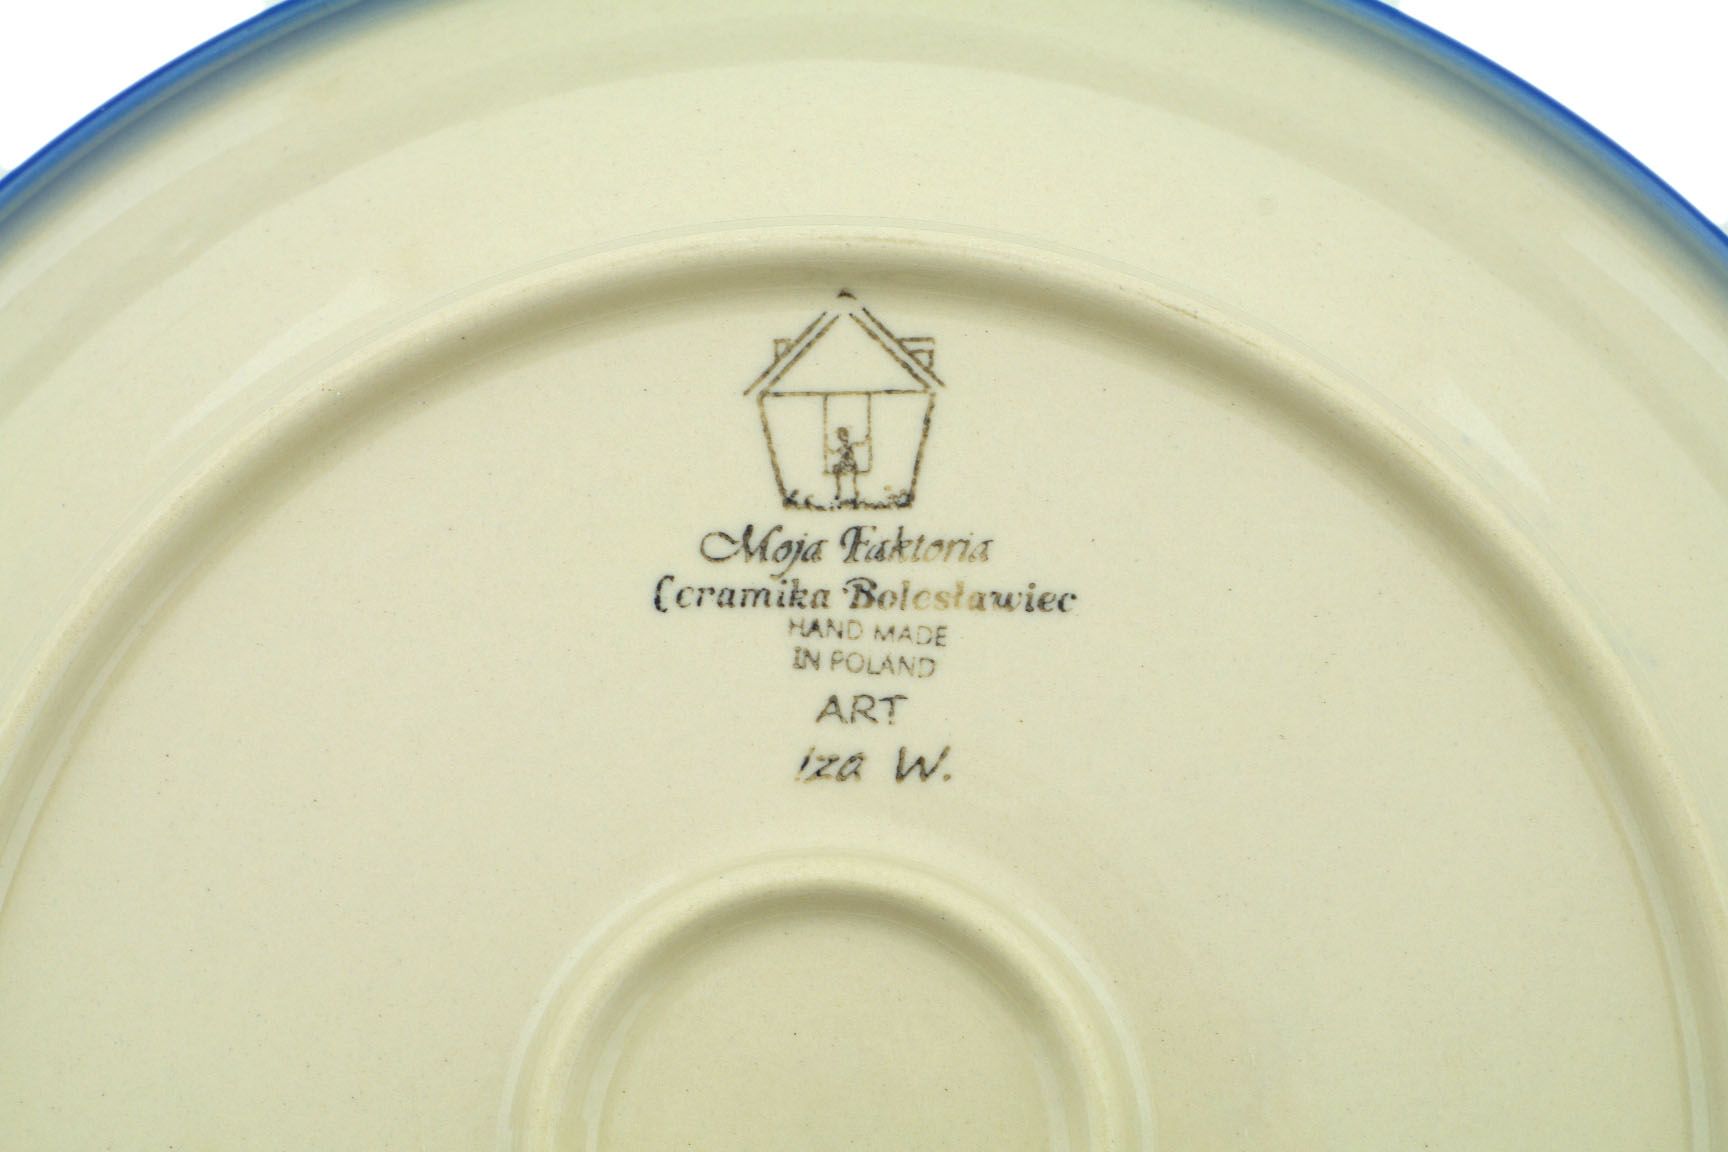 Moja Faktoria
Ceramika Bolesławiec
HAND MADE
IN POLAND
ART
Iza W.